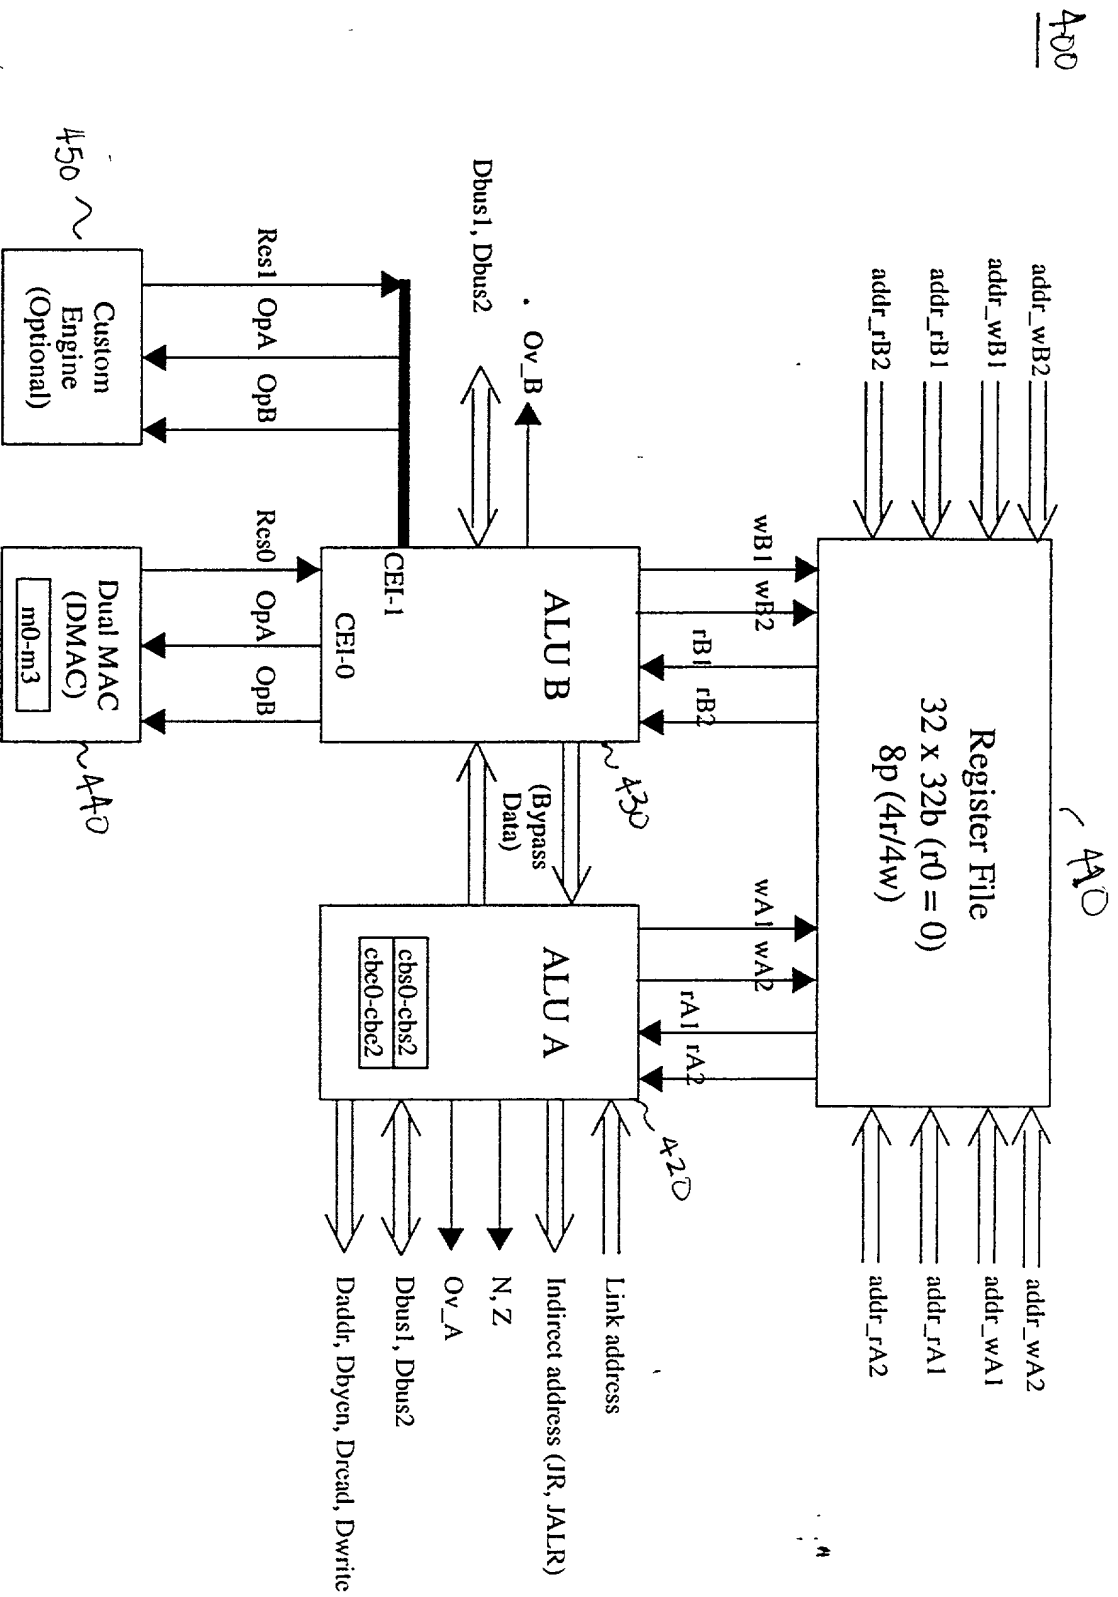 400
addr_wB2
addr_wB1
addr_rB1
addr_rB2
Register File
32 x 32b (r0 = 0)
8p (4r/4w)
410
addr_wA2
addr_wA1
addr_rA1
addr_rA2
wB1
wB2
rB1
rB2
wA1
wA2
rA1
rA2
Ov_B
Dbus1, Dbus2
ALU B
CEI-1
CEI-0
430
(Bypass
Data)
ALU A
cbs0-cbs2
cbe0-cbe2
420
Link address
Indirect address (JR, JALR)
N, Z
Ov_A
Dbus1, Dbus2
Daddr, Dbyen, Dread, Dwrite
Res1
OpA
OpB
Res0
OpA
OpB
450
Custom
Engine
(Optional)
Dual MAC
(DMAC)
m0-m3
440